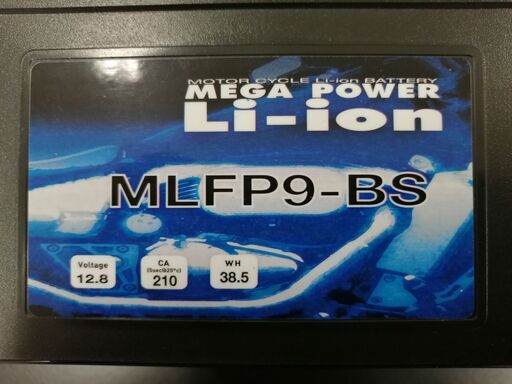 MOTOR CYCLE Li-ion BATTERY
MEGA POWER
Li-ion
MLFP9-BS
Voltage
12.8
CA
(5sec@25°c)
210
WH
38.5